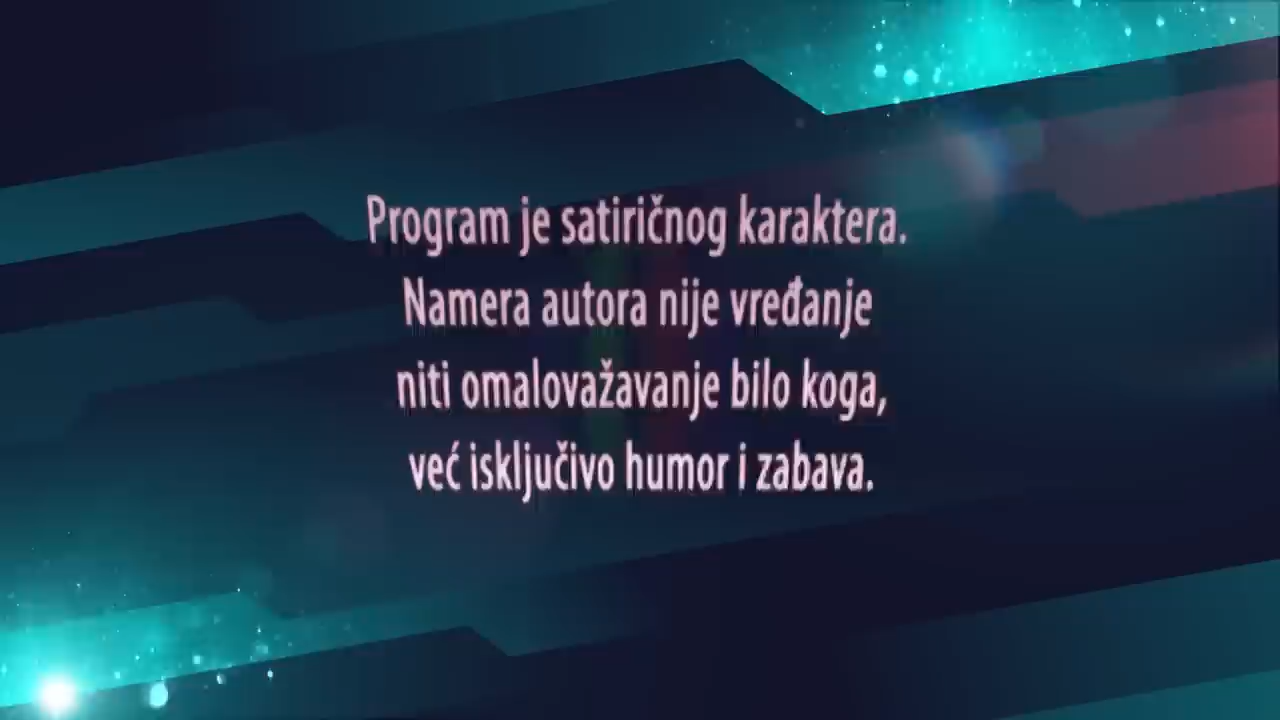 Program je satiričnog karaktera.
Namera autora nije vređanje
niti omalovažavanje bilo koga,
već isključivo humor i zabava.